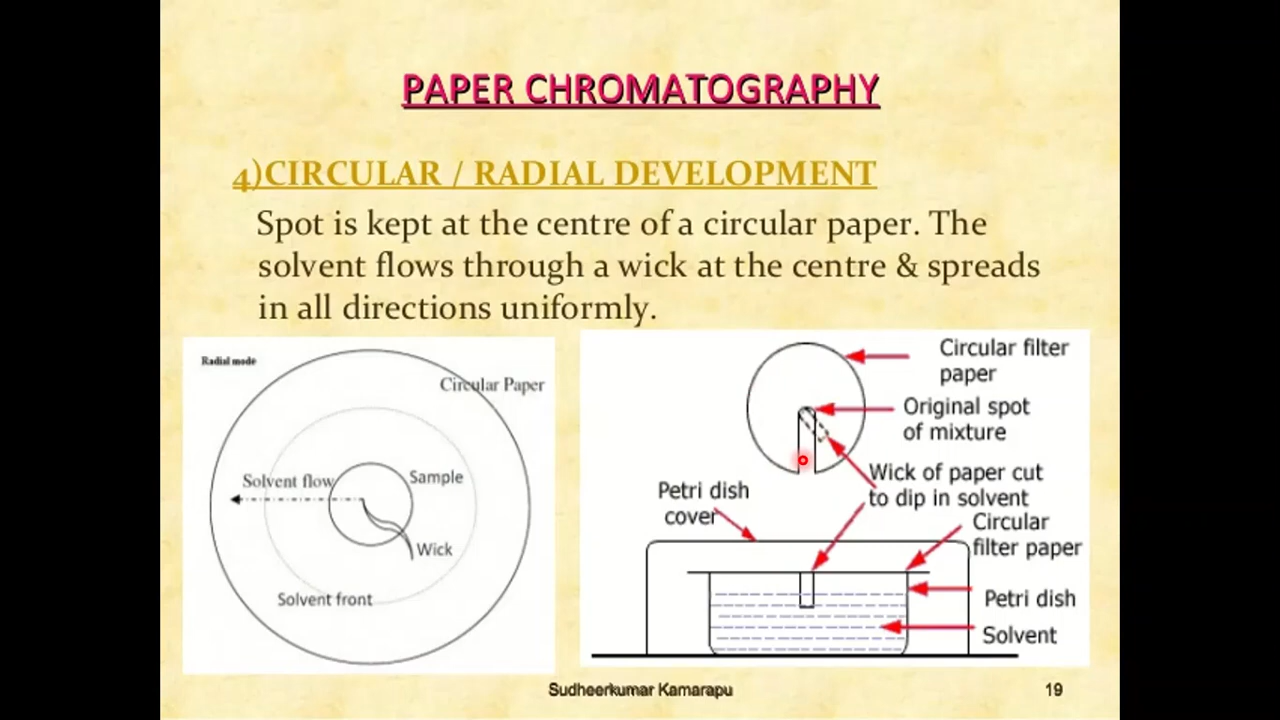 PAPER CHROMATOGRAPHY
4)CIRCULAR / RADIAL DEVELOPMENT
Spot is kept at the centre of a circular paper. The
solvent flows through a wick at the centre & spreads
in all directions uniformly.
Radial mode
Circular Paper
Solvent flow
Sample
Wick
Solvent front
Circular filter
paper
Original spot
of mixture
Wick of paper cut
to dip in solvent
Petri dish
cover
Circular
filter paper
Petri dish
Solvent
Sudheerkumar Kamarapu
19